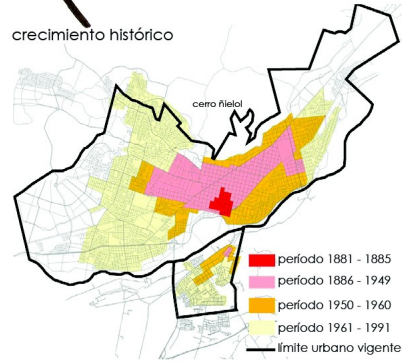 crecimiento histórico
cerro ñielol
período 1881 - 1885
período 1886 - 1949
período 1950 - 1960
período 1961 - 1991
límite urbano vigente